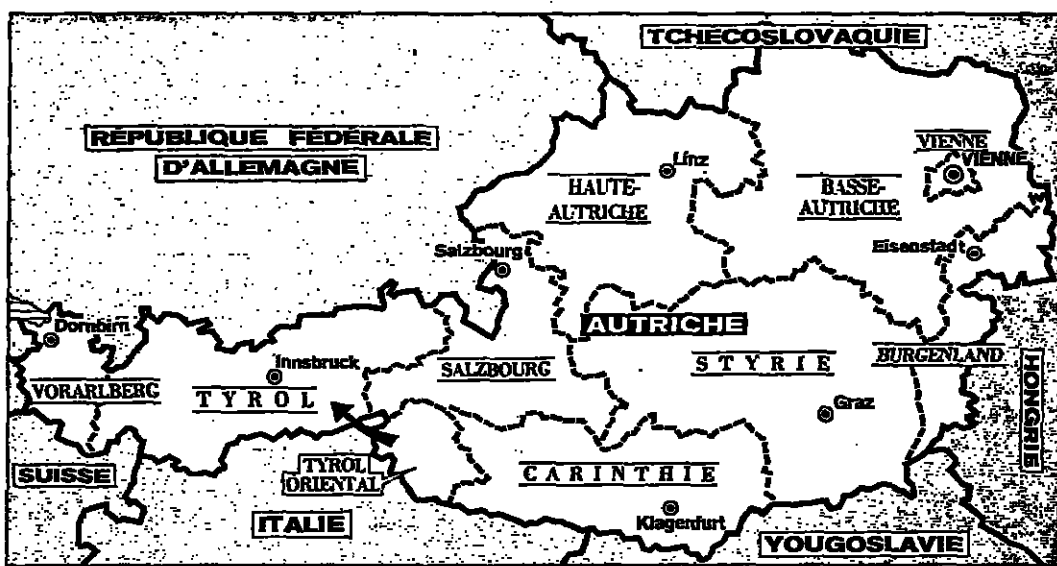 TCHÉCOSLOVAQUIE
RÉPUBLIQUE FÉDÉRALE
D'ALLEMAGNE
VIENNE
VIENNE
Linz
HAUTE-
AUTRICHE
BASSE-
AUTRICHE
Salzbourg
Eisenstadt
Dornbirn
AUTRICHE
Innsbruck
SALZBOURG
STYRIE
BURGENLAND
HONGRIE
VORARLBERG
TYROL
Graz
SUISSE
TYROL
ORIENTAL
CARINTHIE
ITALIE
Klagenfurt
YOUGOSLAVIE